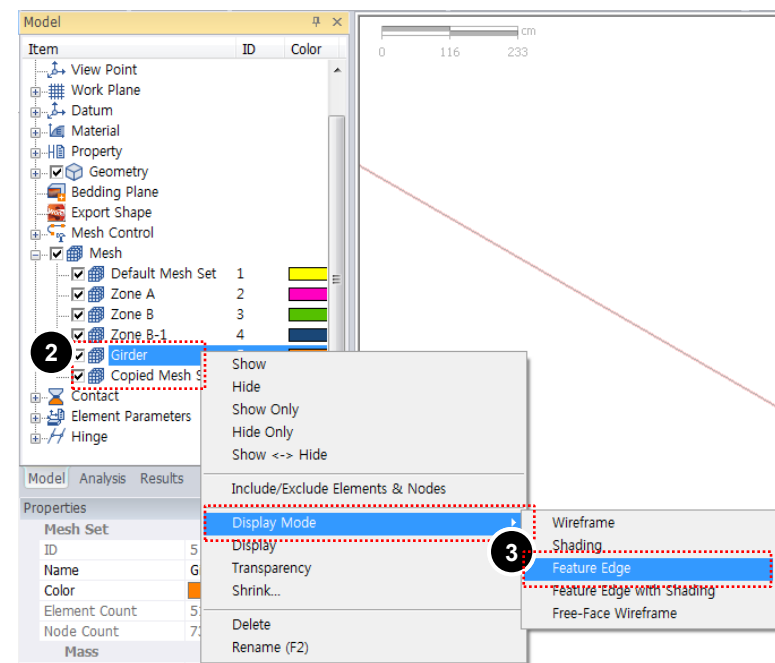 Model
Item ID Color
View Point
Work Plane
Datum
Material
Property
Geometry
Bedding Plane
Export Shape
Mesh Control
Mesh
Default Mesh Set 1
Zone A 2
Zone B 3
Zone B-1 4
2
Girder
Copied Mesh S
Contact
Element Parameters
Hinge
Model Analysis Results
Properties
Mesh Set
ID 5
Name G
Color
Element Count 5
Node Count 7
Mass
cm
0 116 233
Show
Hide
Show Only
Hide Only
Show <-> Hide
Include/Exclude Elements & Nodes
Display Mode
Display
Transparency
Shrink...
Delete
Rename (F2)
3
Wireframe
Shading
Feature Edge
Feature Edge with Shading
Free-Face Wireframe